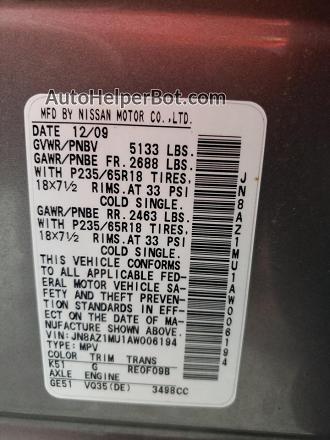 AutoHelperBot.com
MFD BY NISSAN MOTOR CO.,LTD.
DATE 12/09
GVWR/PNBV 5133 LBS.
GAWR/PNBE FR. 2688 LBS.
WITH P235/65R18 TIRES,
18X7½ RIMS.AT 33 PSI
COLD SINGLE.
GAWR/PNBE RR. 2463 LBS.
WITH P235/65R18 TIRES,
18X7½ RIMS.AT 33 PSI
COLD SINGLE.
THIS VEHICLE CONFORMS
TO ALL APPLICABLE FED-
ERAL MOTOR VEHICLE SA-
FETY AND THEFT PREVENT-
ION STANDARDS IN EFF-
ECT ON THE DATE OF MA-
NUFACTURE SHOWN ABOVE.
VIN: JN8AZ1MU1AW006194
TYPE: MPV
COLOR TRIM TRANS
K51 G RE0F09B
AXLE ENGINE
GE51 VQ35(DE) 3498CC
JN8AZ1MU1AW006194